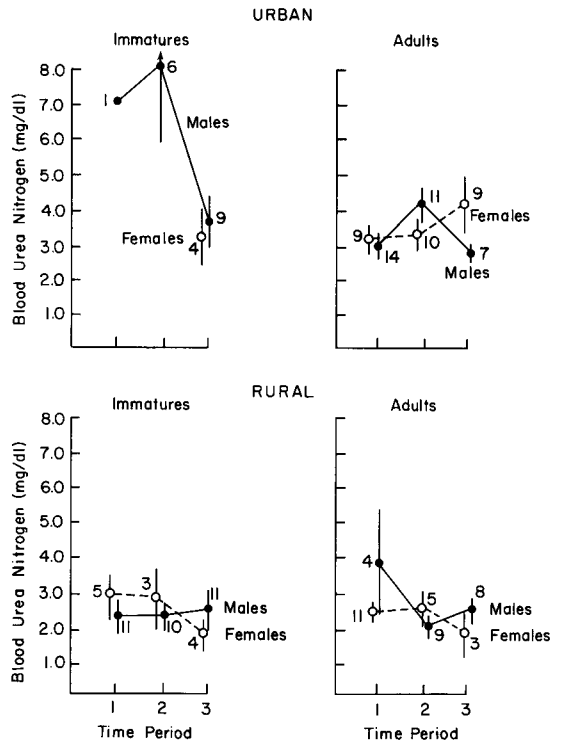 URBAN
Immatures
Adults
Blood Urea Nitrogen (mg/dl)
8.0
7.0
6.0
5.0
4.0
3.0
2.0
1.0
1
6
Males
9
Females
4
9
14
11
10
9
Females
7
Males
RURAL
Immatures
Adults
Blood Urea Nitrogen (mg/dl)
8.0
7.0
6.0
5.0
4.0
3.0
2.0
1.0
5
3
11
11
10
4
Males
Females
4
11
5
9
8
3
Males
Females
1 2 3
Time Period
1 2 3
Time Period